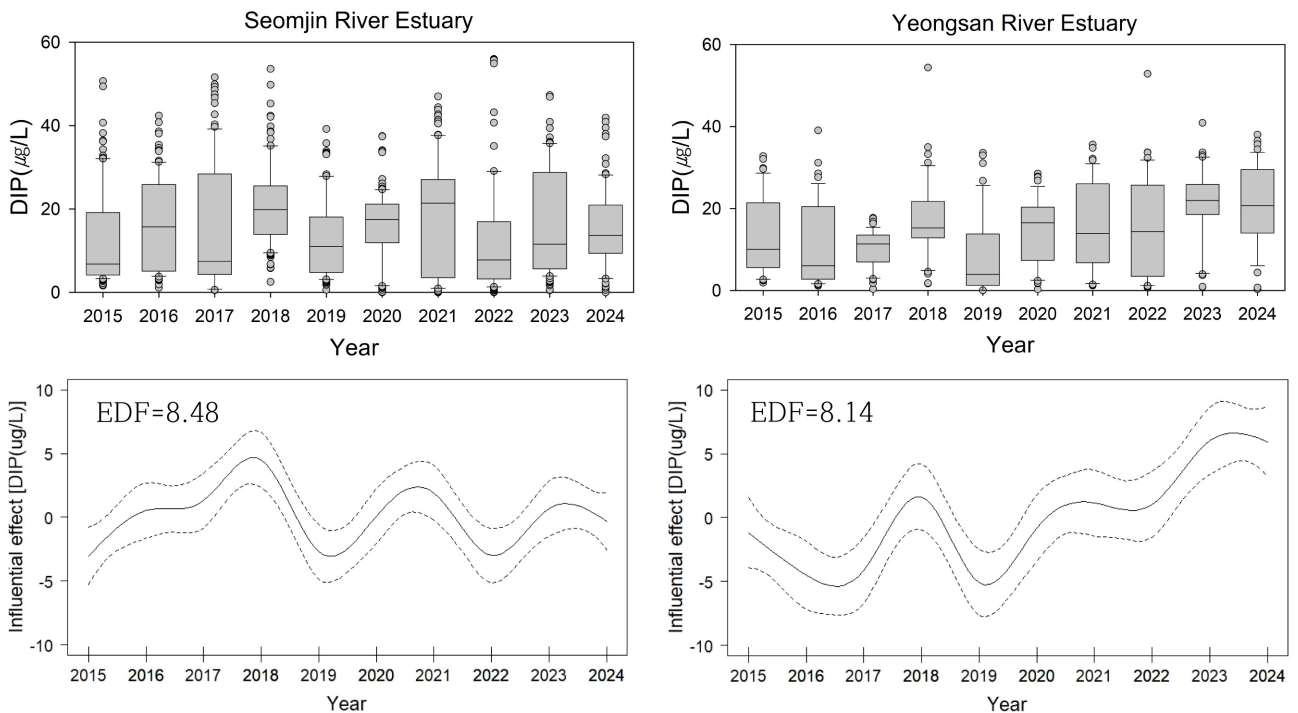 Seomjin River Estuary
60
40
20
0
DIP(㎍/L)
2015 2016 2017 2018 2019 2020 2021 2022 2023 2024
Year
Yeongsan River Estuary
60
40
20
0
DIP(㎍/L)
2015 2016 2017 2018 2019 2020 2021 2022 2023 2024
Year
EDF=8.48
10
5
0
-5
-10
Influential effect [DIP(ug/L)]
2015 2016 2017 2018 2019 2020 2021 2022 2023 2024
Year
EDF=8.14
10
5
0
-5
-10
Influential effect [DIP(ug/L)]
2015 2016 2017 2018 2019 2020 2021 2022 2023 2024
Year